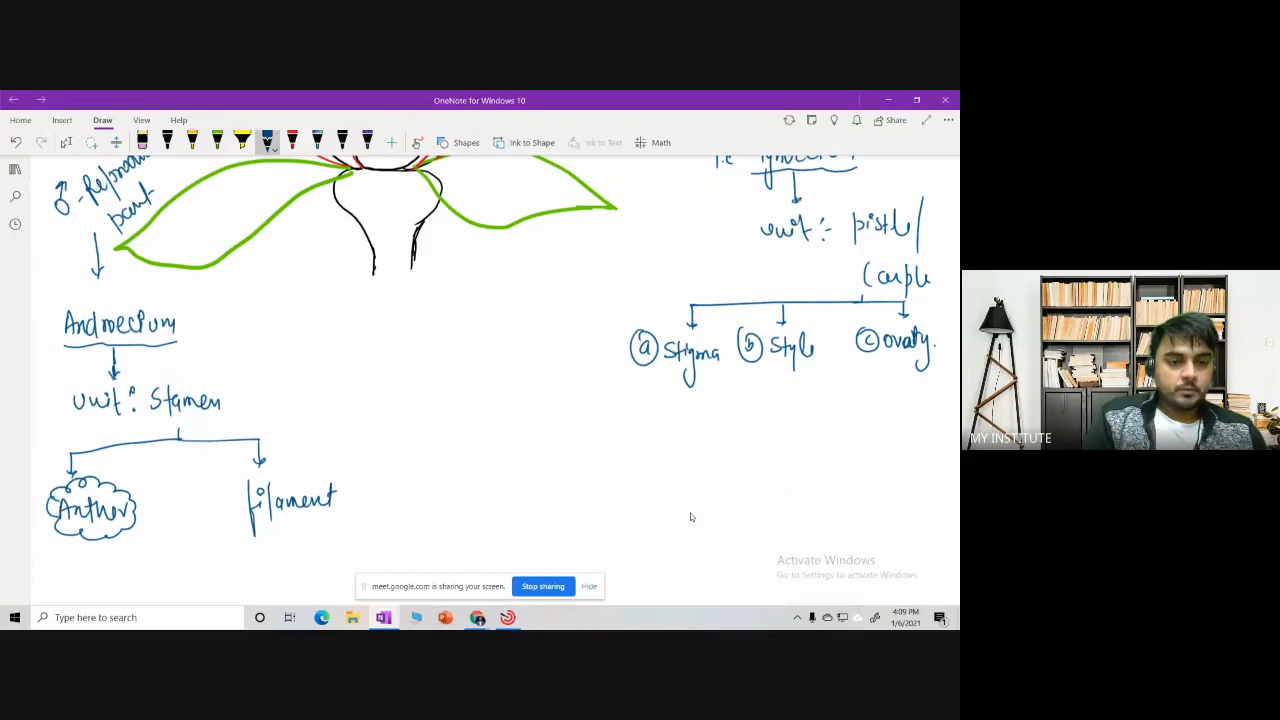 OneNote for Windows 10
Home Insert Draw View Help
Share
Shapes Ink to Shape Ink to Text Math
♂-Reproductive
part
i.e Gynoecium
unit :- pistle/
Carple
Androecium
(a) Stigma (b) Style (c) Ovary.
unit : Stamen
Anther filament
MY INSTITUTE
Activate Windows
Go to Settings to activate Windows.
meet.google.com is sharing your screen. Stop sharing Hide
Type here to search
4:09 PM
1/6/2021